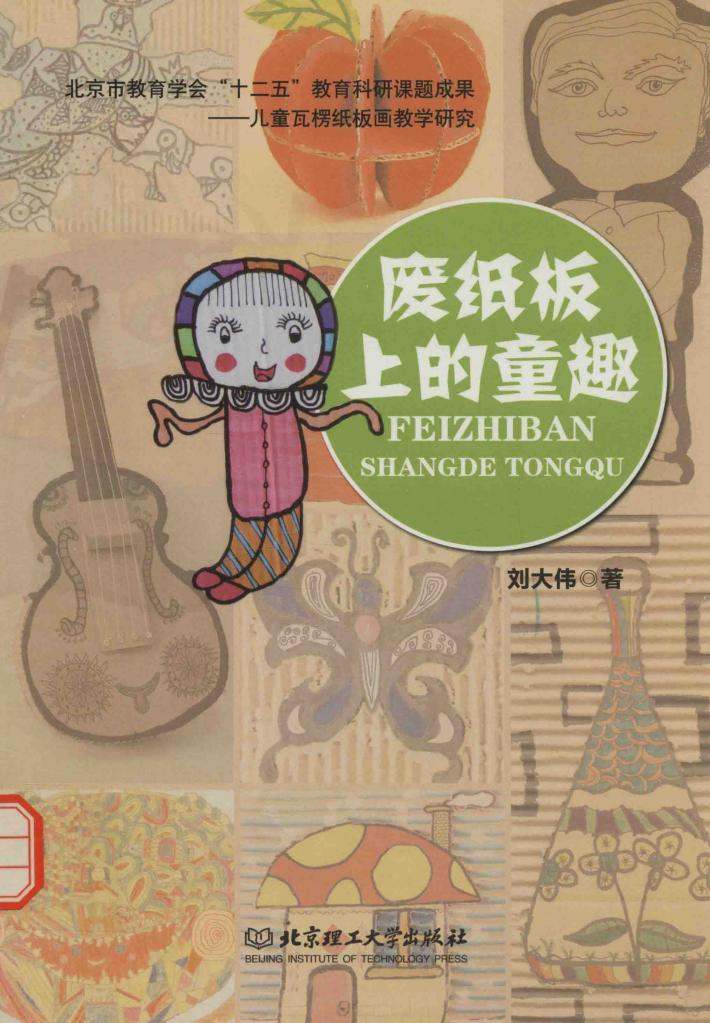 北京市教育学会“十二五”教育科研课题成果
——儿童瓦楞纸板画教学研究
废纸板
上的童趣
FEIZHIBAN
SHANGDE TONGQU
刘大伟◎著
北京理工大学出版社
BEIJING INSTITUTE OF TECHNOLOGY PRESS